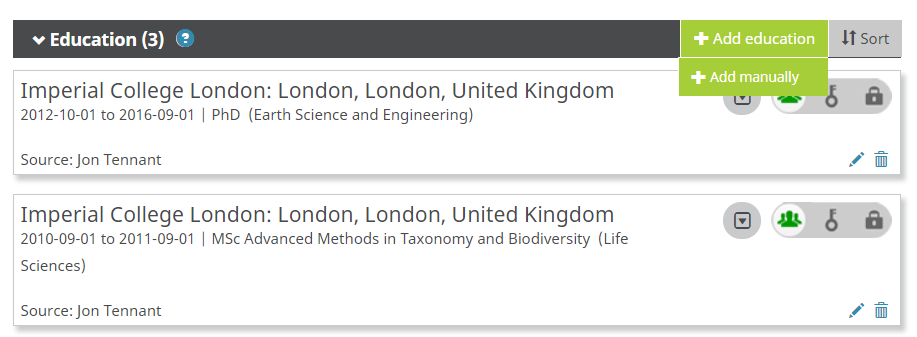 Education (3) ?
Add education
Sort
Add manually
Imperial College London: London, London, United Kingdom
2012-10-01 to 2016-09-01 | PhD (Earth Science and Engineering)
Source: Jon Tennant
Imperial College London: London, London, United Kingdom
2010-09-01 to 2011-09-01 | MSc Advanced Methods in Taxonomy and Biodiversity (Life
Sciences)
Source: Jon Tennant